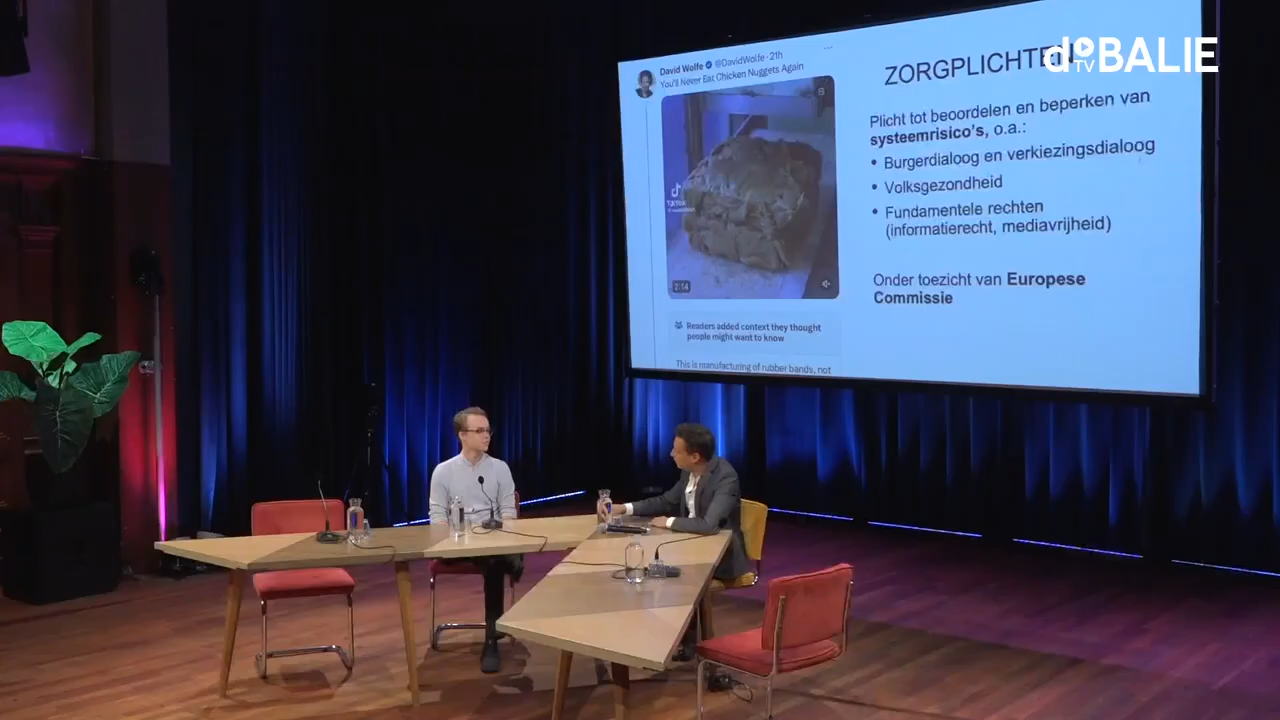 David Wolfe @DavidWolfe · 21h
You'll Never Eat Chicken Nuggets Again
TikTok
2:14
Readers added context they thought
people might want to know
This is manufacturing of rubber bands, not
ZORGPLICHTEN
Plicht tot beoordelen en beperken van
systeemrisico's, o.a.:
• Burgerdialoog en verkiezingsdialoog
• Volksgezondheid
• Fundamentele rechten
(informatierecht, mediavrijheid)
Onder toezicht van Europese
Commissie
de BALIE
TV